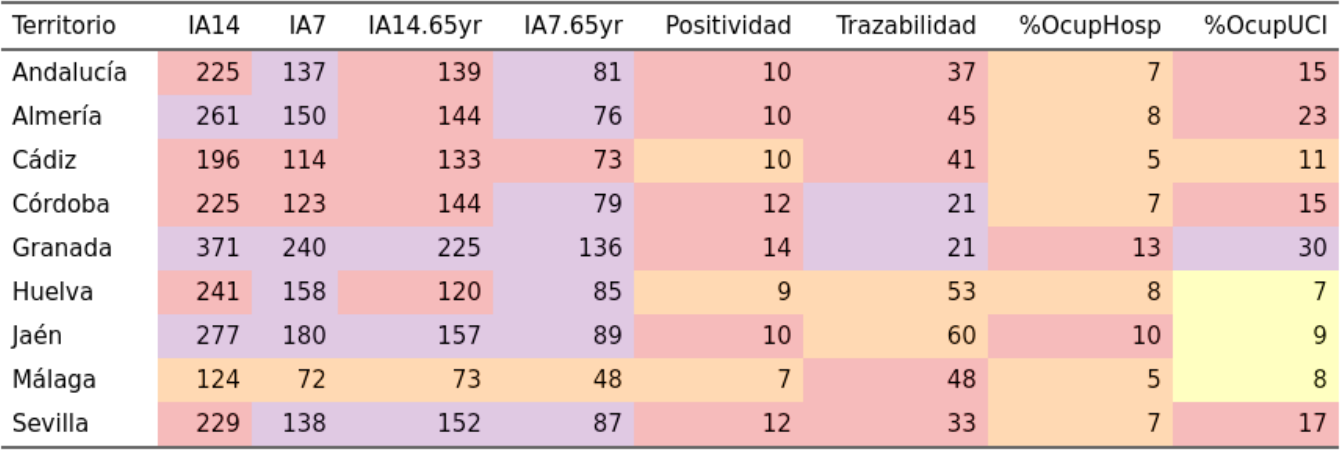 Territorio IA14 IA7 IA14.65yr IA7.65yr Positividad Trazabilidad %OcupHosp %OcupUCI
Andalucía 225 137 139 81 10 37 7 15
Almería 261 150 144 76 10 45 8 23
Cádiz 196 114 133 73 10 41 5 11
Córdoba 225 123 144 79 12 21 7 15
Granada 371 240 225 136 14 21 13 30
Huelva 241 158 120 85 9 53 8 7
Jaén 277 180 157 89 10 60 10 9
Málaga 124 72 73 48 7 48 5 8
Sevilla 229 138 152 87 12 33 7 17